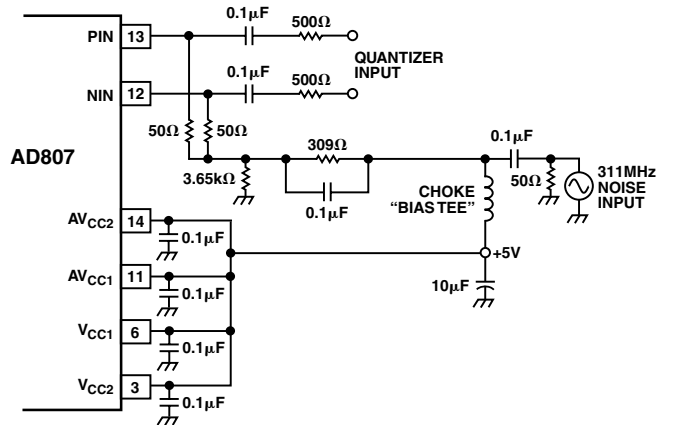 0.1µF
500Ω
PIN
13
QUANTIZER
INPUT
0.1µF
500Ω
NIN
12
50Ω
50Ω
AD807
309Ω
0.1µF
3.65kΩ
0.1µF
CHOKE
“BIAS TEE”
50Ω
311MHz
NOISE
INPUT
AVCC2
14
0.1µF
+5V
AVCC1
11
0.1µF
10µF
VCC1
6
0.1µF
VCC2
3
0.1µF